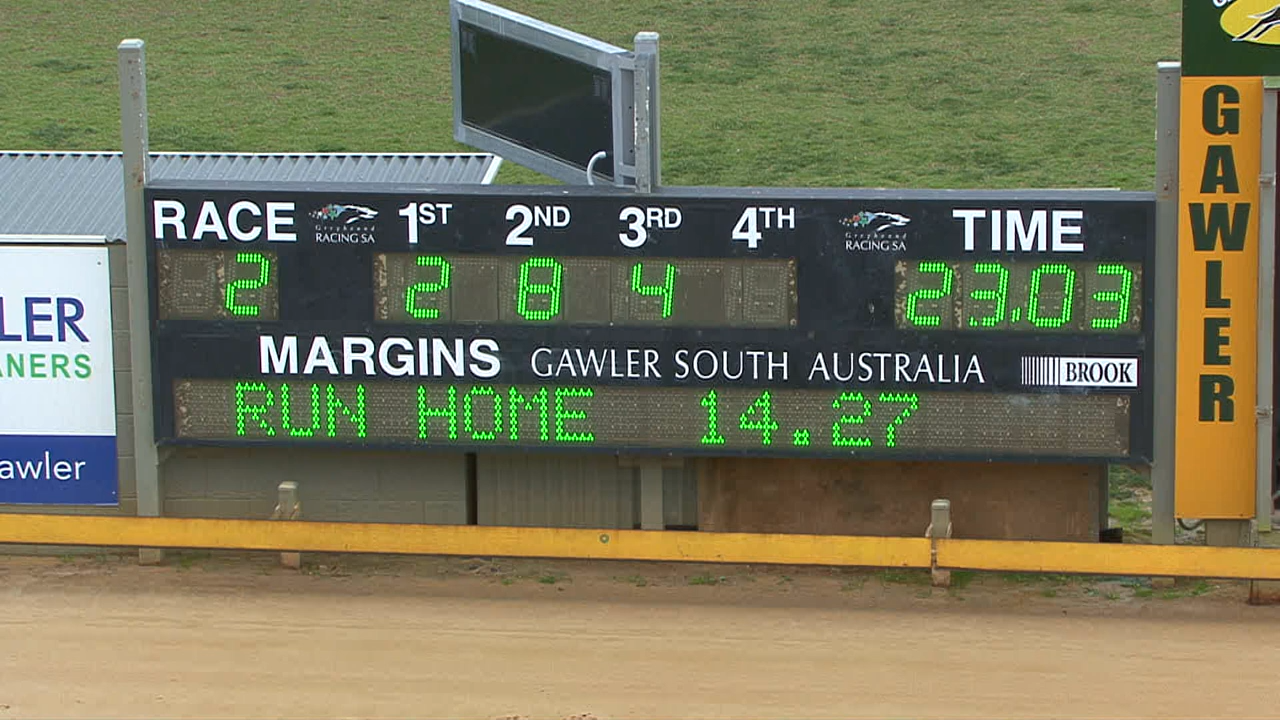 RACE Greyhound RACING SA 1ST 2ND 3RD 4TH Greyhound RACING SA TIME
2 2 8 4 23.03
MARGINS GAWLER SOUTH AUSTRALIA BROOK
RUN HOME 14.27
GAWLER
LER
ANERS
awler